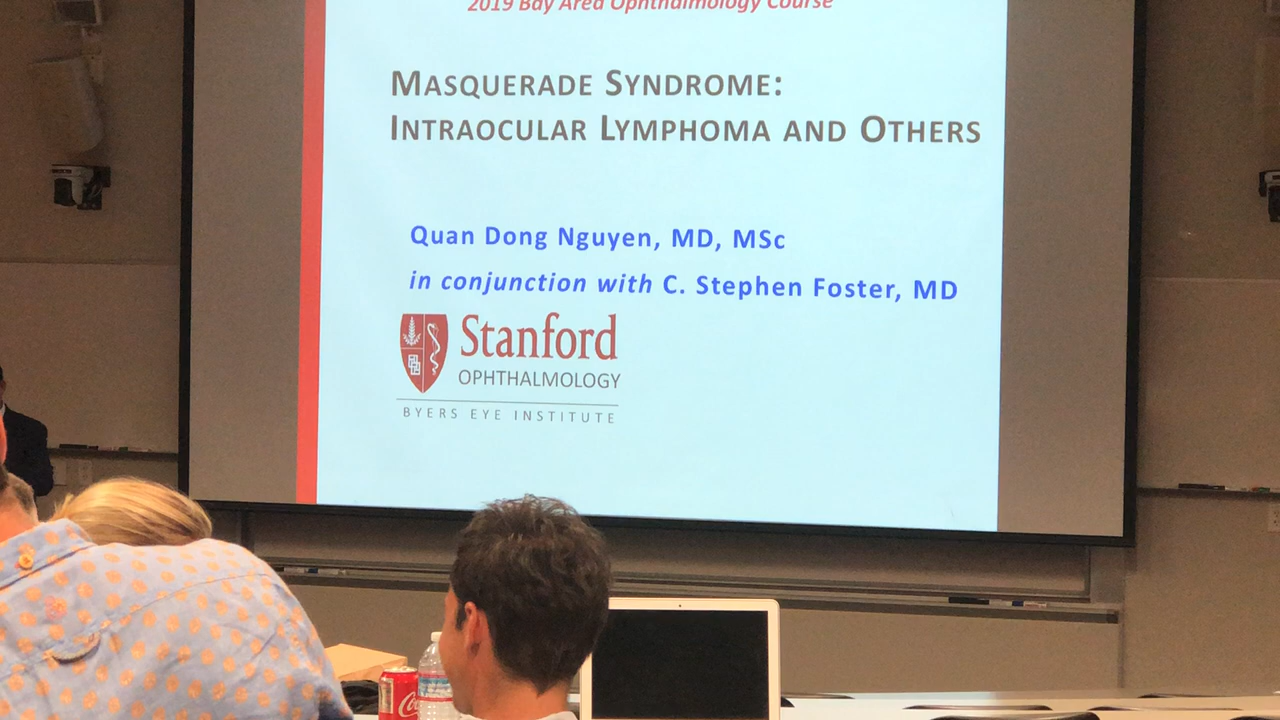 2019 Bay Area Ophthalmology Course
MASQUERADE SYNDROME:
INTRAOCULAR LYMPHOMA AND OTHERS
Quan Dong Nguyen, MD, MSc
in conjunction with C. Stephen Foster, MD
Stanford
OPHTHALMOLOGY
BYERS EYE INSTITUTE